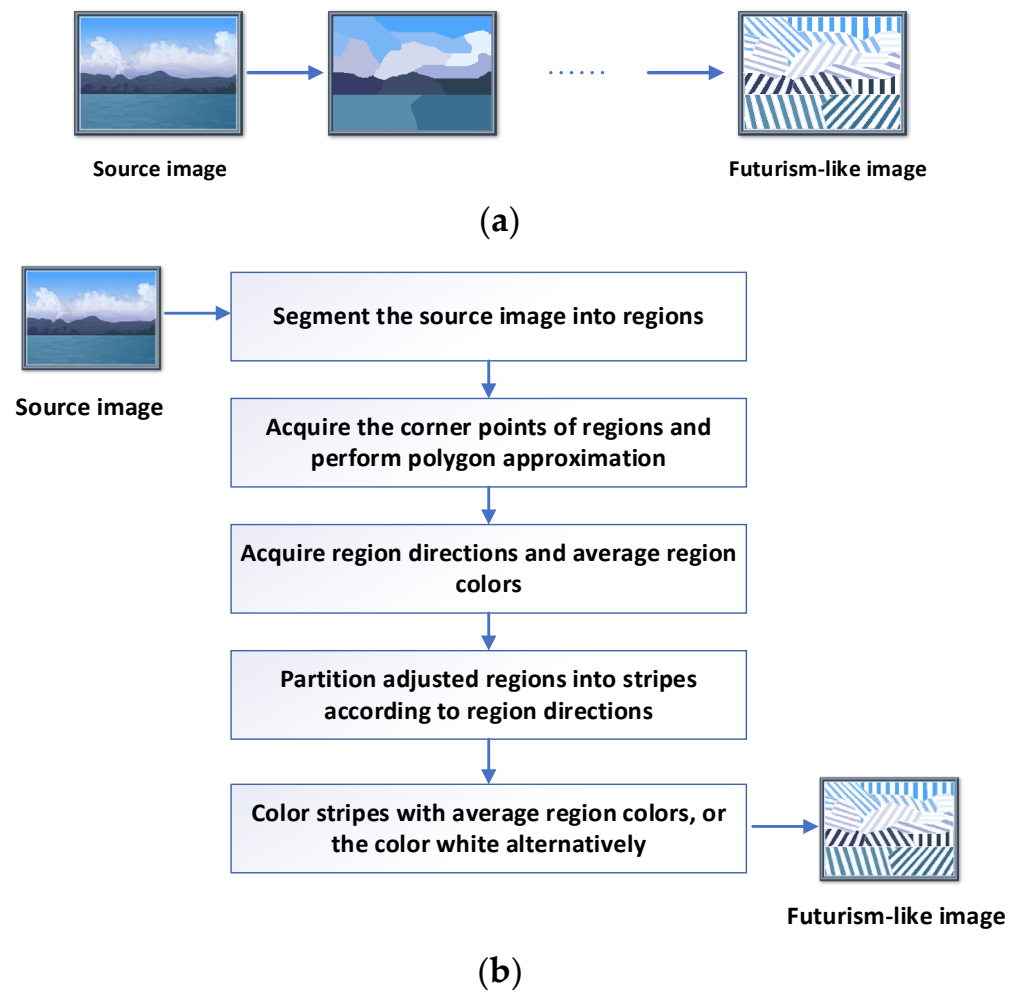 Source image
Futurism-like image
(a)
Segment the source image into regions
Source image
Acquire the corner points of regions and
perform polygon approximation
Acquire region directions and average region
colors
Partition adjusted regions into stripes
according to region directions
Color stripes with average region colors, or
the color white alternatively
Futurism-like image
(b)